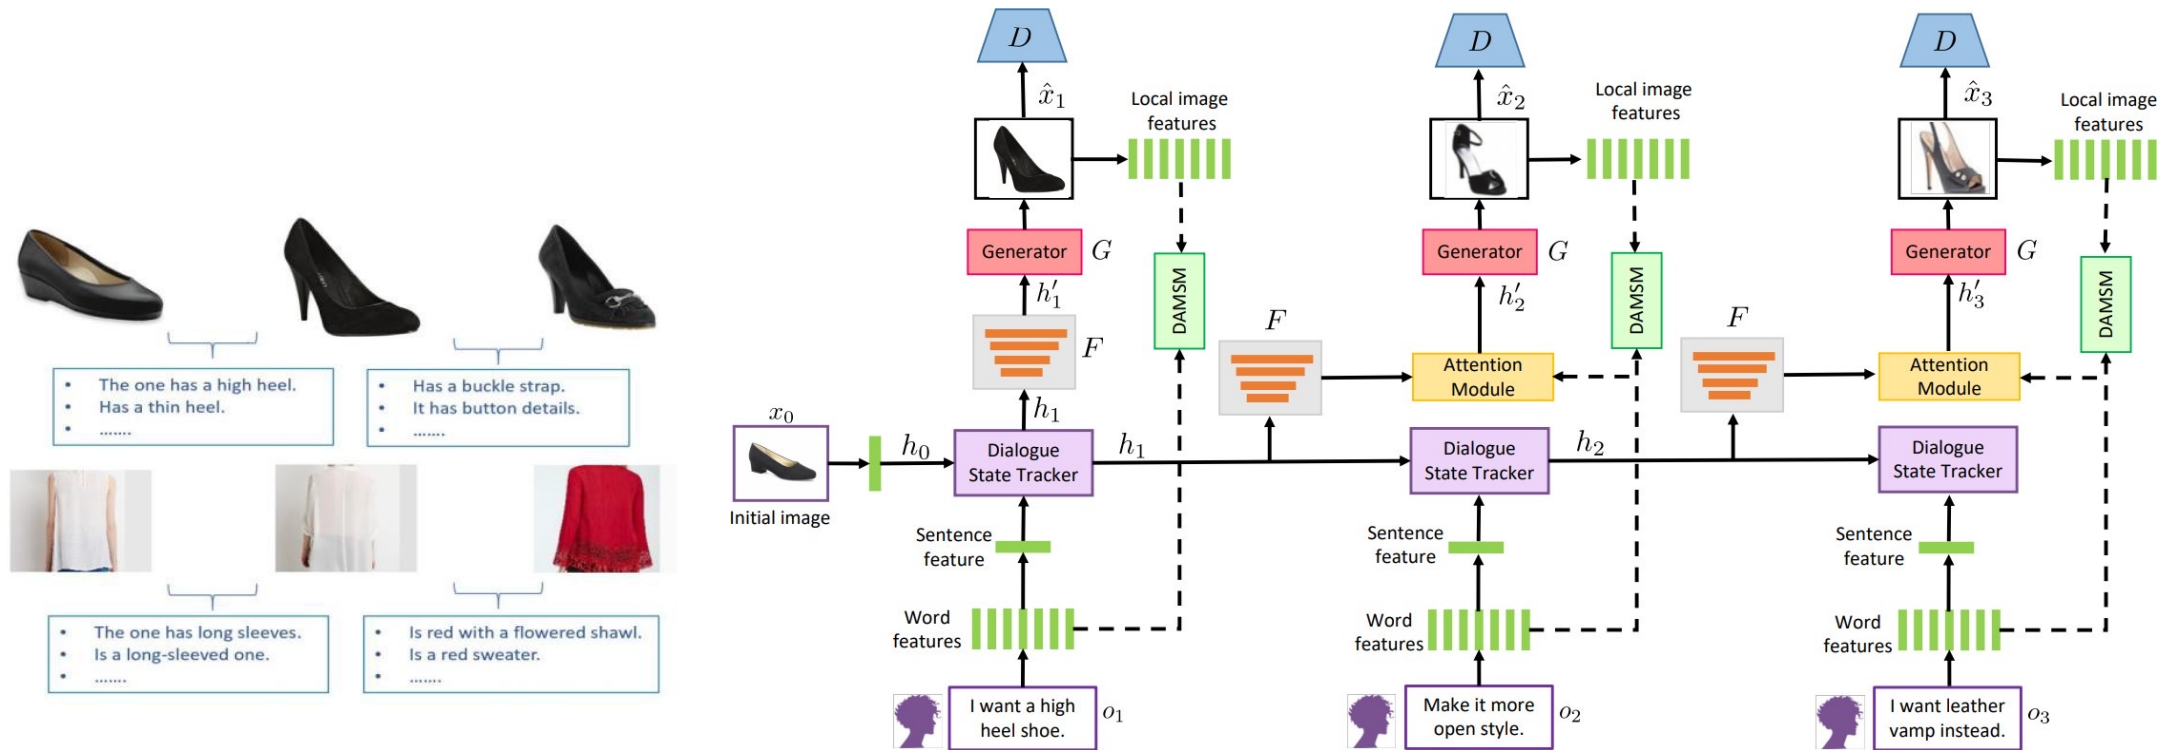 • The one has a high heel.
• Has a thin heel.
• .......
• Has a buckle strap.
• It has button details.
• .......
• The one has long sleeves.
• Is a long-sleeved one.
• .......
• Is red with a flowered shawl.
• Is a red sweater.
• .......
D
x̂₁
Local image
features
Generator
G
h′₁
DAMSM
F
h₁
x₀
h₀
Initial image
Dialogue
State Tracker
h₁
Sentence
feature
Word
features
I want a high
heel shoe.
o₁
D
x̂₂
Local image
features
Generator
G
h′₂
DAMSM
F
Attention
Module
Dialogue
State Tracker
h₂
Sentence
feature
Word
features
Make it more
open style.
o₂
D
x̂₃
Local image
features
Generator
G
h′₃
DAMSM
F
Attention
Module
Dialogue
State Tracker
Sentence
feature
Word
features
I want leather
vamp instead.
o₃